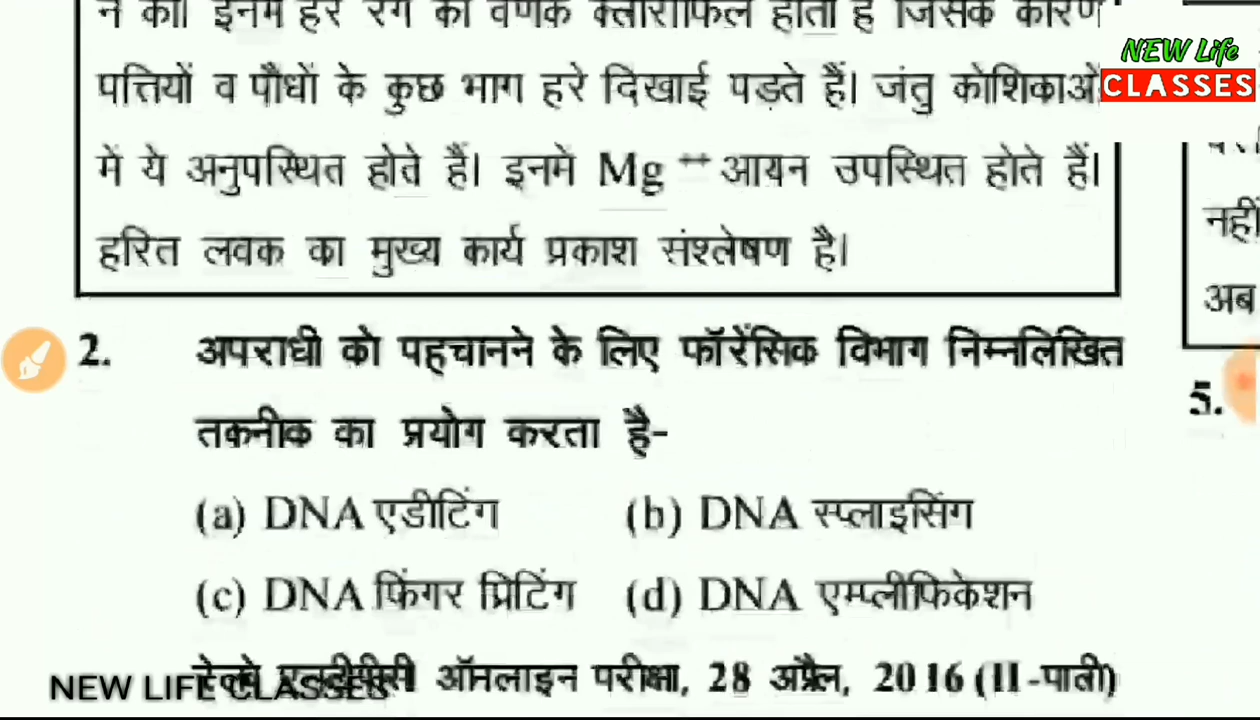 न की। इनमें हरे रंग का वर्णक क्लोरोफिल होता है जिसके कारण
पत्तियों व पौधों के कुछ भाग हरे दिखाई पड़ते हैं। जंतु कोशिकाओं
में ये अनुपस्थित होते हैं। इनमें Mg ++ आयन उपस्थित होते हैं।
हरित लवक का मुख्य कार्य प्रकाश संश्लेषण है।
2. अपराधी को पहचानने के लिए फॉरेंसिक विभाग निम्नलिखित
तकनीक का प्रयोग करता है-
(a) DNA एडीटिंग (b) DNA स्प्लाइसिंग
(c) DNA फिंगर प्रिटिंग (d) DNA एम्प्लीफिकेशन
रेलवे एनटीपीसी ऑनलाइन परीक्षा, 28 अप्रैल, 2016 (II-पाली)
NEW LIFE CLASSES
NEW Life
CLASSES
नहीं
अब
5.